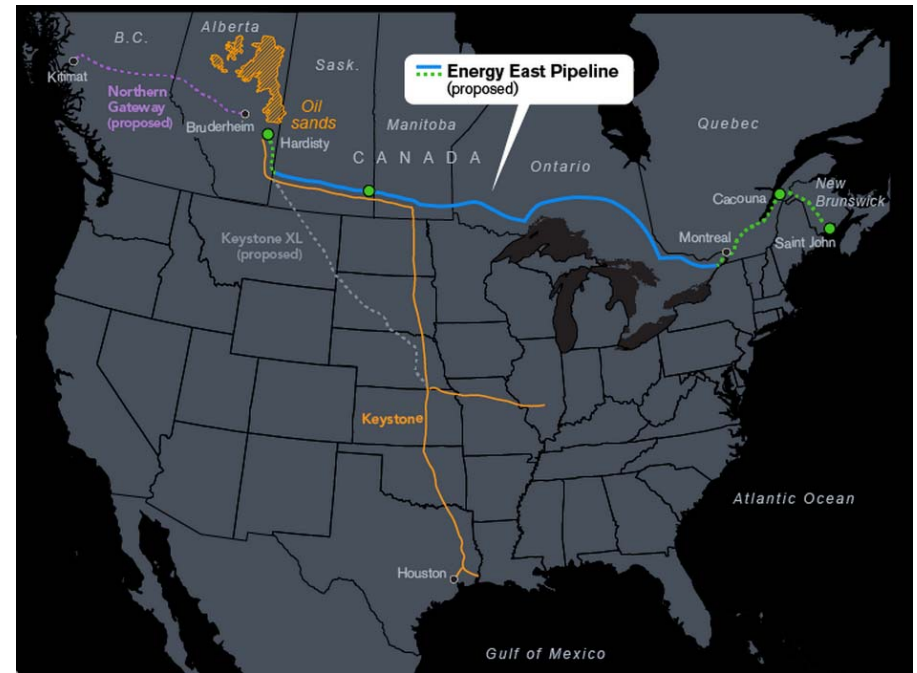 Alberta
B.C.
Sask.
Energy East Pipeline
(proposed)
Kitimat
Northern
Gateway
(proposed)
Oil
sands
Bruderheim
Manitoba
Quebec
Hardisty
CANADA
Ontario
New
Brunswick
Cacouna
Montreal
Saint John
Keystone XL
(proposed)
Keystone
Atlantic Ocean
Houston
Gulf of Mexico